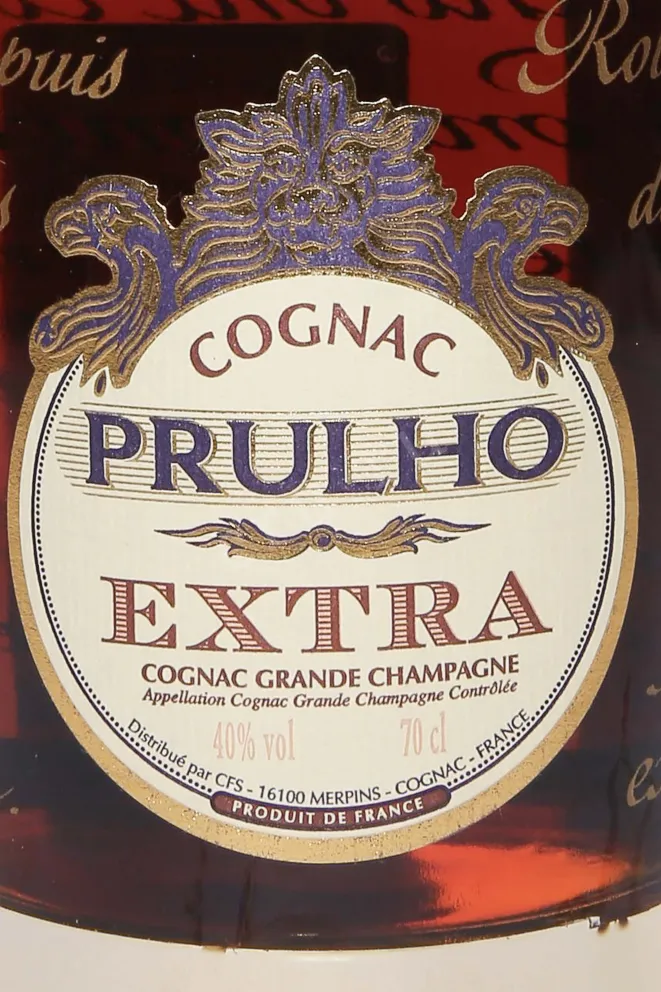 COGNAC
PRULHO
EXTRA
COGNAC GRANDE CHAMPAGNE
Appellation Cognac Grande Champagne Contrôlée
40% vol 70 cl
Distribué par CFS - 16100 MERPINS - COGNAC - FRANCE
PRODUIT DE FRANCE